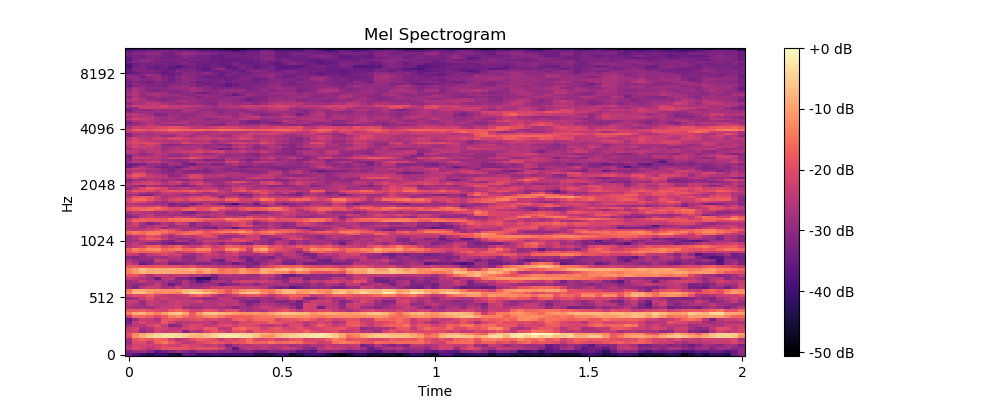 Mel Spectrogram
8192
4096
2048
1024
512
0
Hz
0
0.5
1
1.5
2
Time
+0 dB
-10 dB
-20 dB
-30 dB
-40 dB
-50 dB